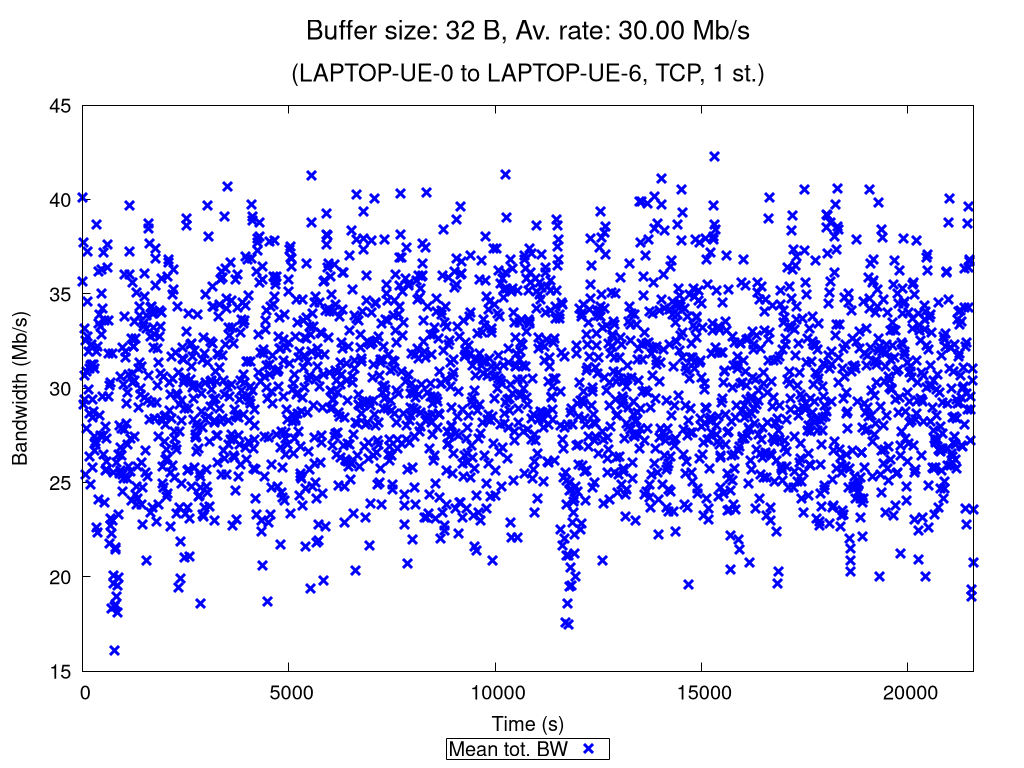 Buffer size: 32 B, Av. rate: 30.00 Mb/s
(LAPTOP-UE-0 to LAPTOP-UE-6, TCP, 1 st.)
45
40
35
30
25
20
15
Bandwidth (Mb/s)
0 5000 10000 15000 20000
Time (s)
Mean tot. BW